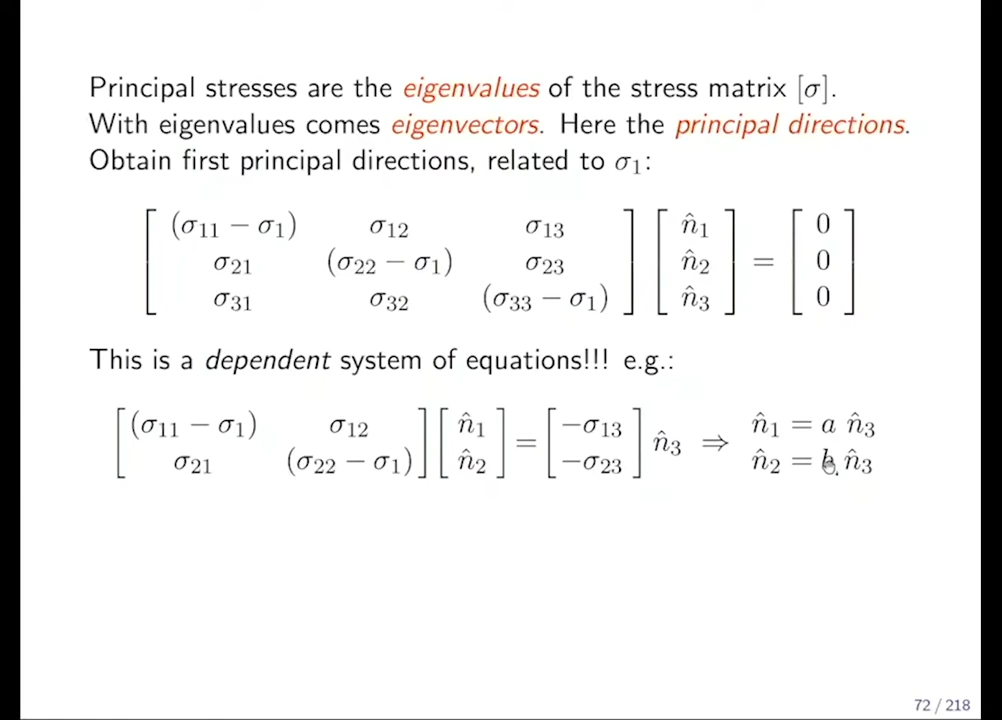 Principal stresses are the eigenvalues of the stress matrix [σ].
With eigenvalues comes eigenvectors. Here the principal directions.
Obtain first principal directions, related to σ₁:
[ (σ₁₁ − σ₁) σ₁₂ σ₁₃ ] [ n̂₁ ] [ 0 ]
[ σ₂₁ (σ₂₂ − σ₁) σ₂₃ ] [ n̂₂ ] = [ 0 ]
[ σ₃₁ σ₃₂ (σ₃₃ − σ₁) ] [ n̂₃ ] [ 0 ]
This is a dependent system of equations!!! e.g.:
[ (σ₁₁ − σ₁) σ₁₂ ] [ n̂₁ ] = [ −σ₁₃ ] n̂₃ ⇒ n̂₁ = a n̂₃
[ σ₂₁ (σ₂₂ − σ₁) ] [ n̂₂ ] [ −σ₂₃ ] n̂₂ = b n̂₃
72 / 218